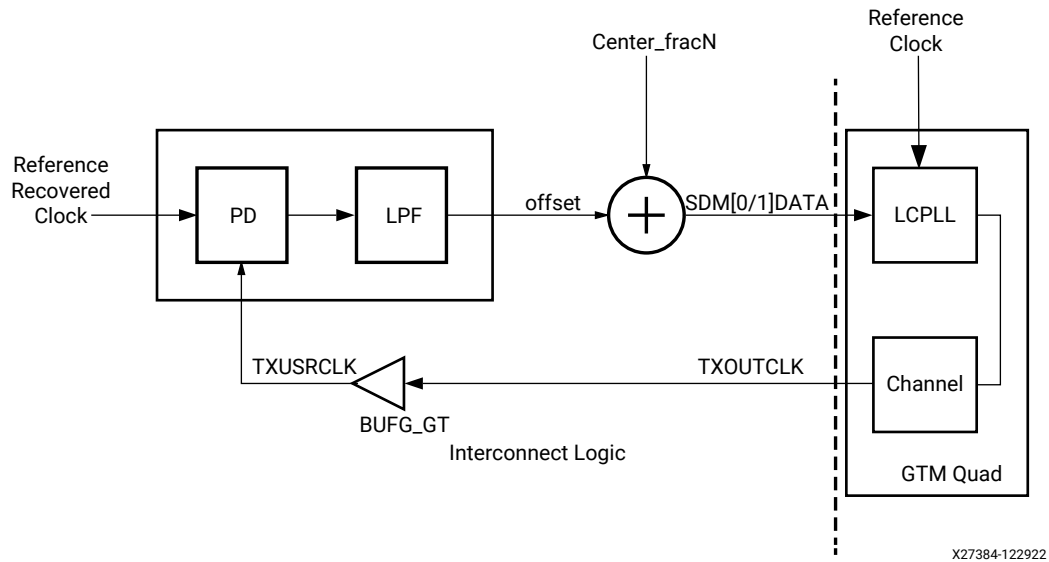 Reference
Clock
Center_fracN
Reference
Recovered
Clock
PD
LPF
offset
+
SDM[0/1]DATA
LCPLL
TXUSRCLK
TXOUTCLK
Channel
BUFG_GT
Interconnect Logic
GTM Quad
X27384-122922